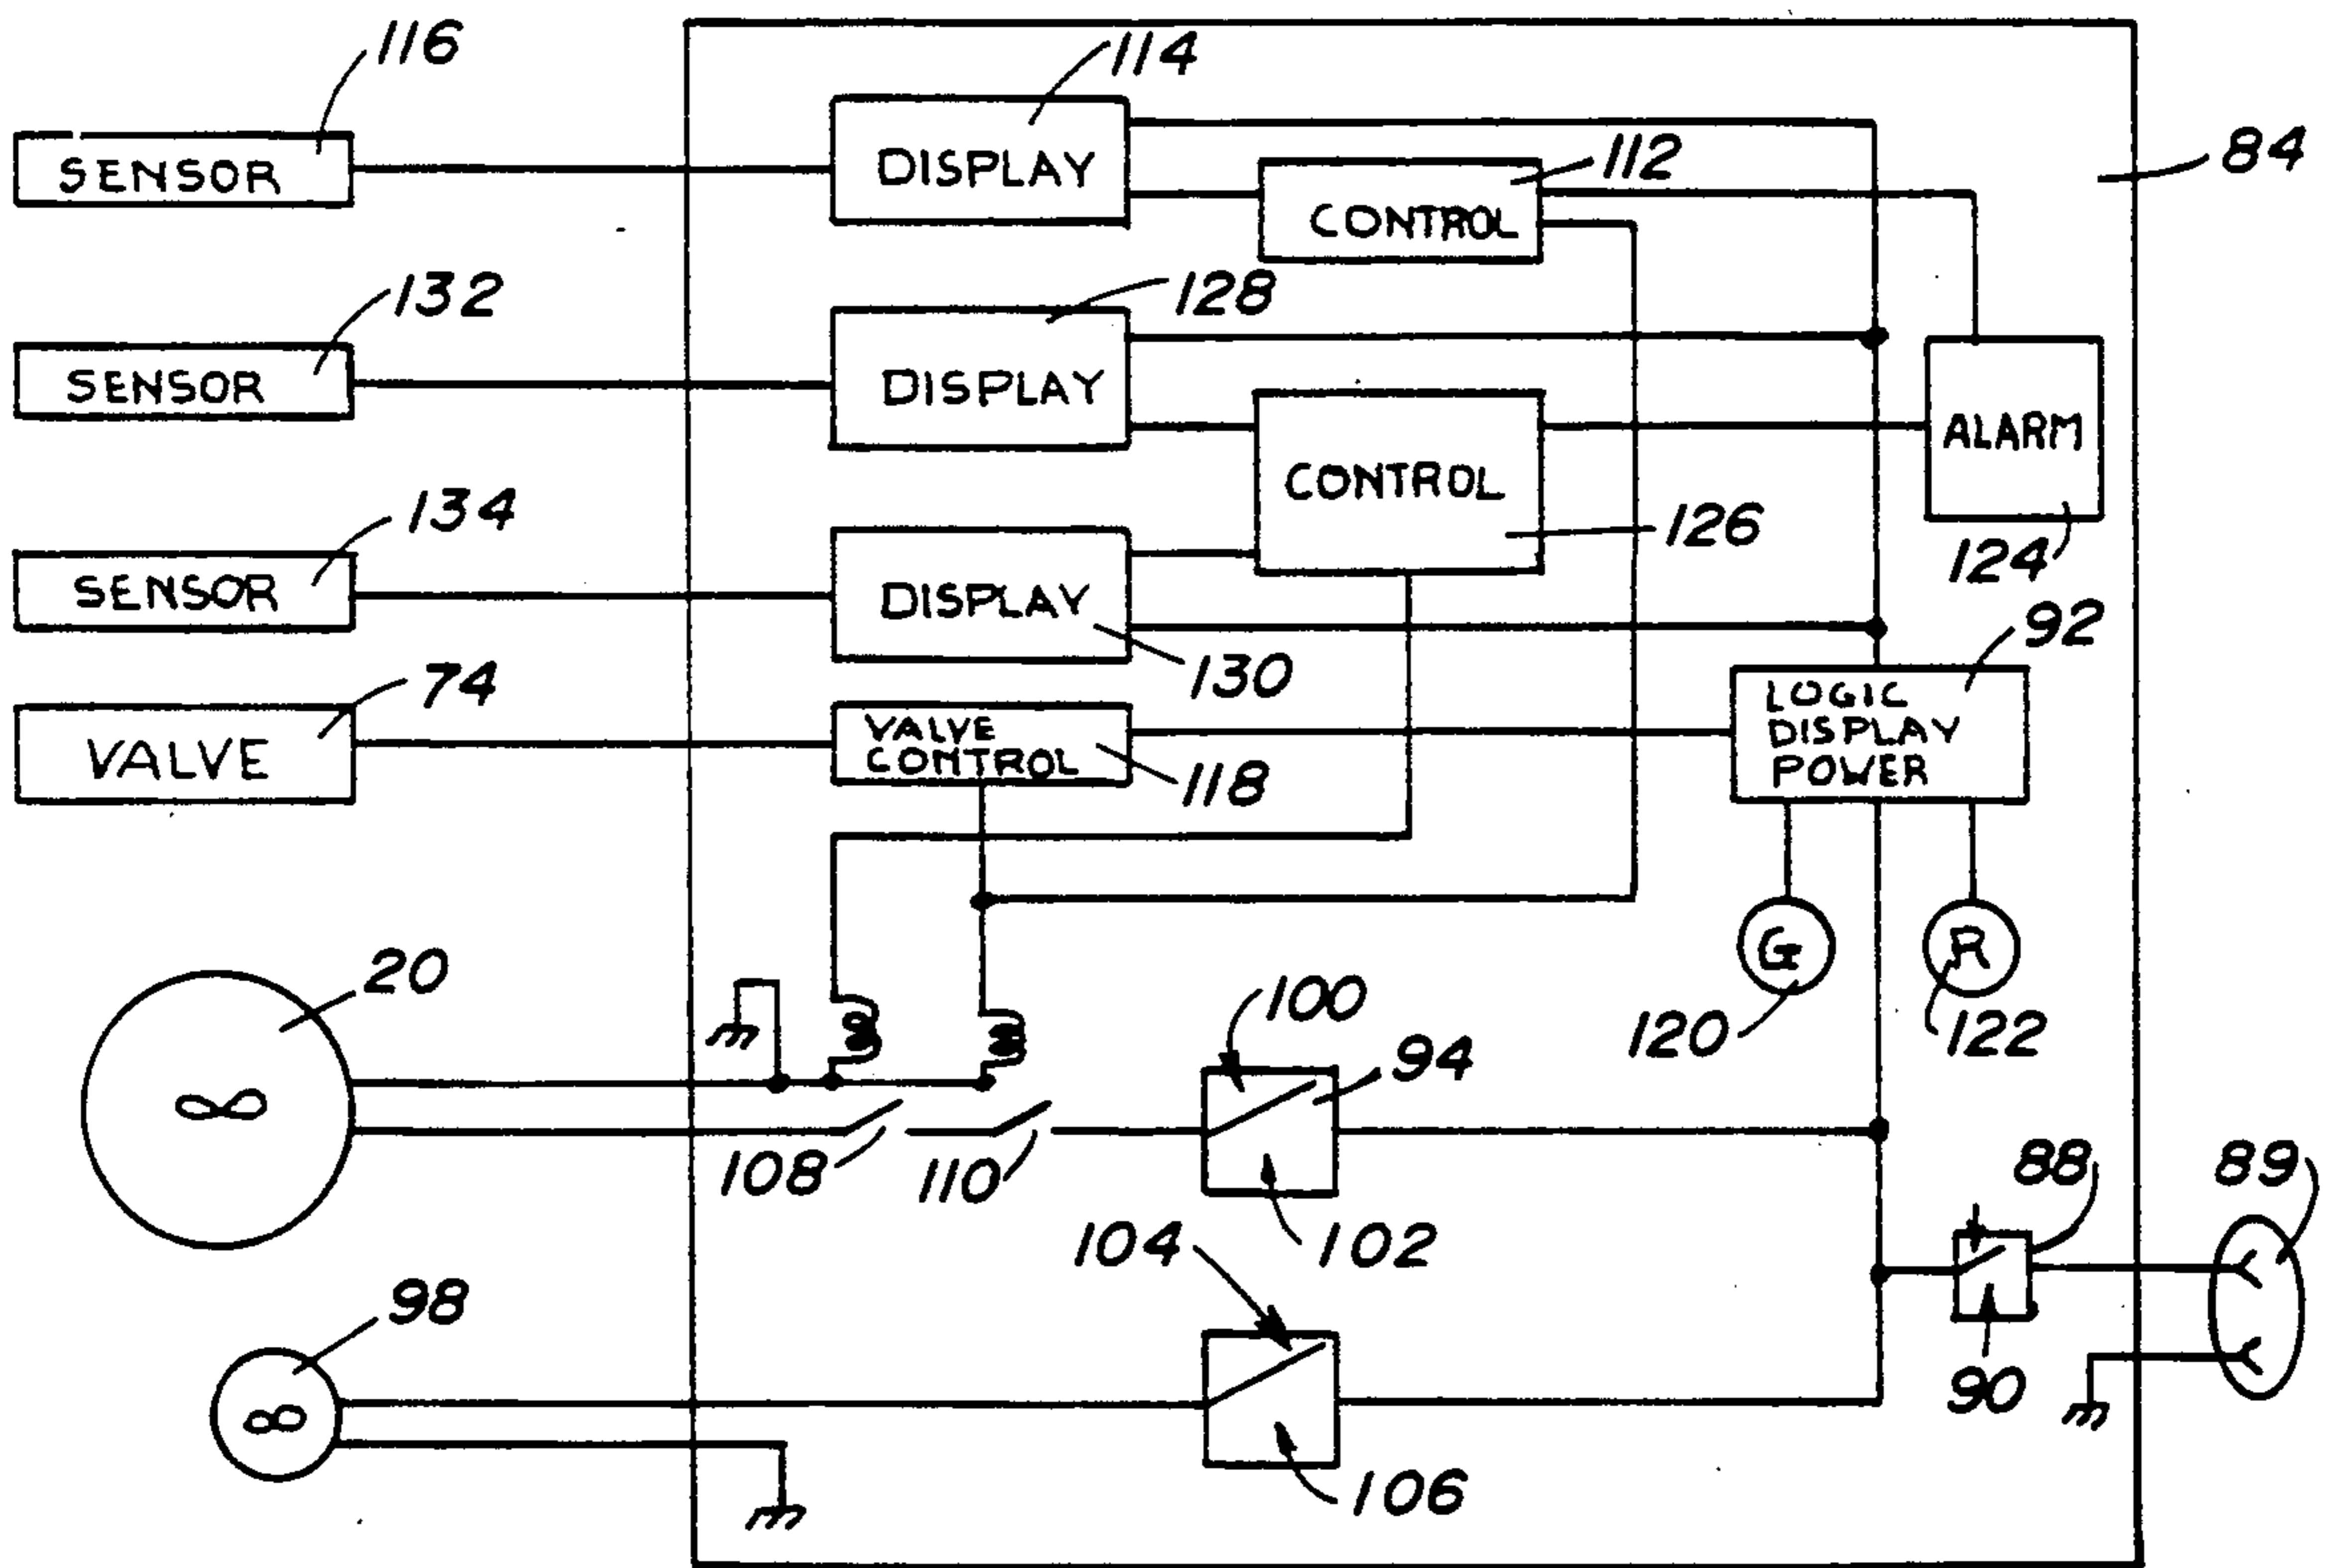 116
114
SENSOR
DISPLAY
112
84
CONTROL
132
128
SENSOR
DISPLAY
ALARM
CONTROL
134
126
124
SENSOR
DISPLAY
92
130
74
LOGIC
DISPLAY
POWER
VALVE
VALVE
CONTROL
118
G
R
20
100
120
122
94
108
110
88
89
102
104
98
90
106